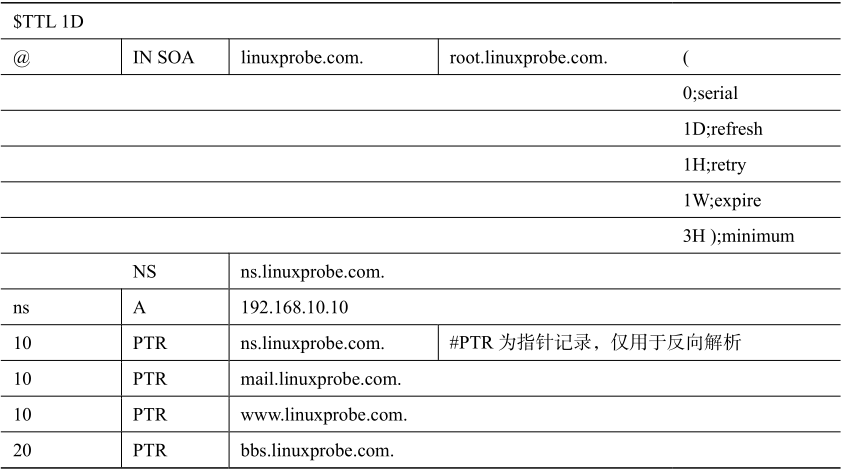 $TTL 1D
@ IN SOA linuxprobe.com. root.linuxprobe.com. (
0;serial
1D;refresh
1H;retry
1W;expire
3H );minimum
NS ns.linuxprobe.com.
ns A 192.168.10.10
10 PTR ns.linuxprobe.com. #PTR 为指针记录，仅用于反向解析
10 PTR mail.linuxprobe.com.
10 PTR www.linuxprobe.com.
20 PTR bbs.linuxprobe.com.